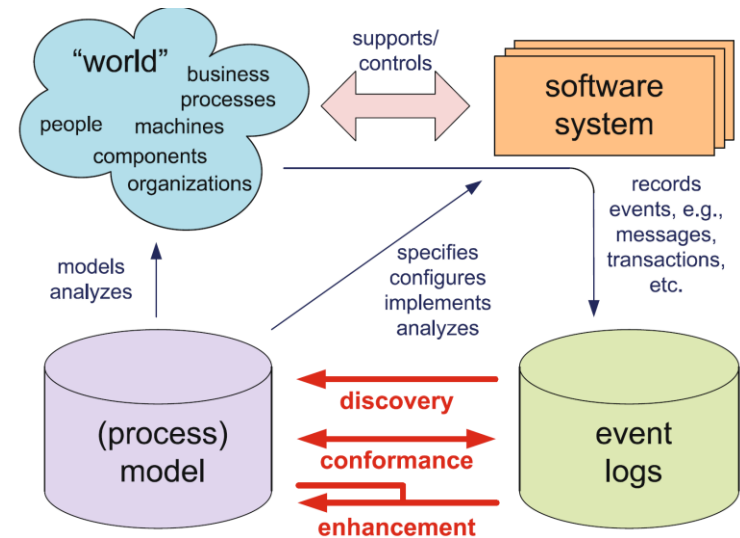 “world”
business
processes
people
machines
components
organizations
supports/
controls
software
system
records
events, e.g.,
messages,
transactions,
etc.
models
analyzes
specifies
configures
implements
analyzes
(process)
model
discovery
conformance
enhancement
event
logs